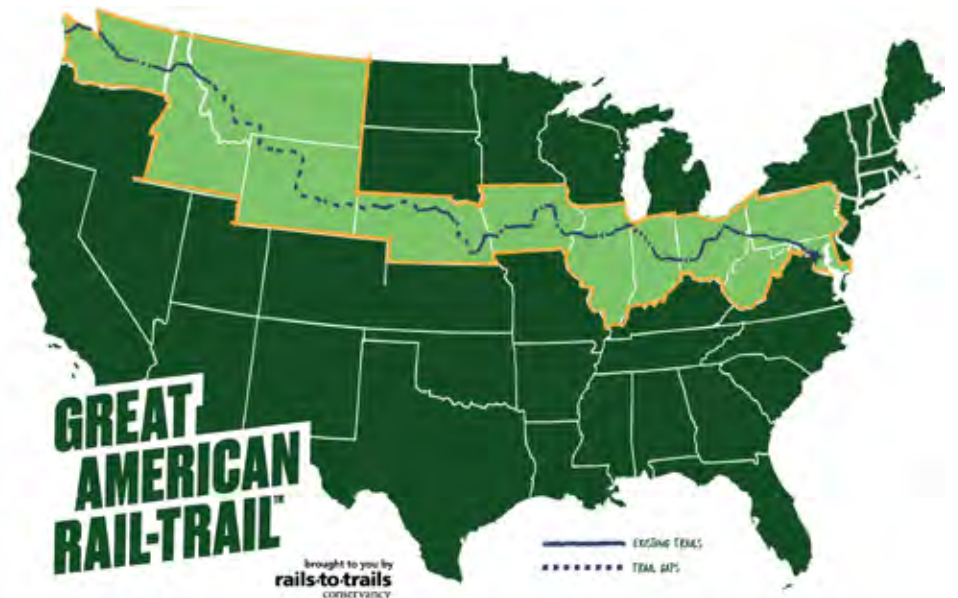 GREAT
AMERICAN
RAIL-TRAIL™
brought to you by
rails-to-trails
conservancy
EXISTING TRAILS
TRAIL GAPS